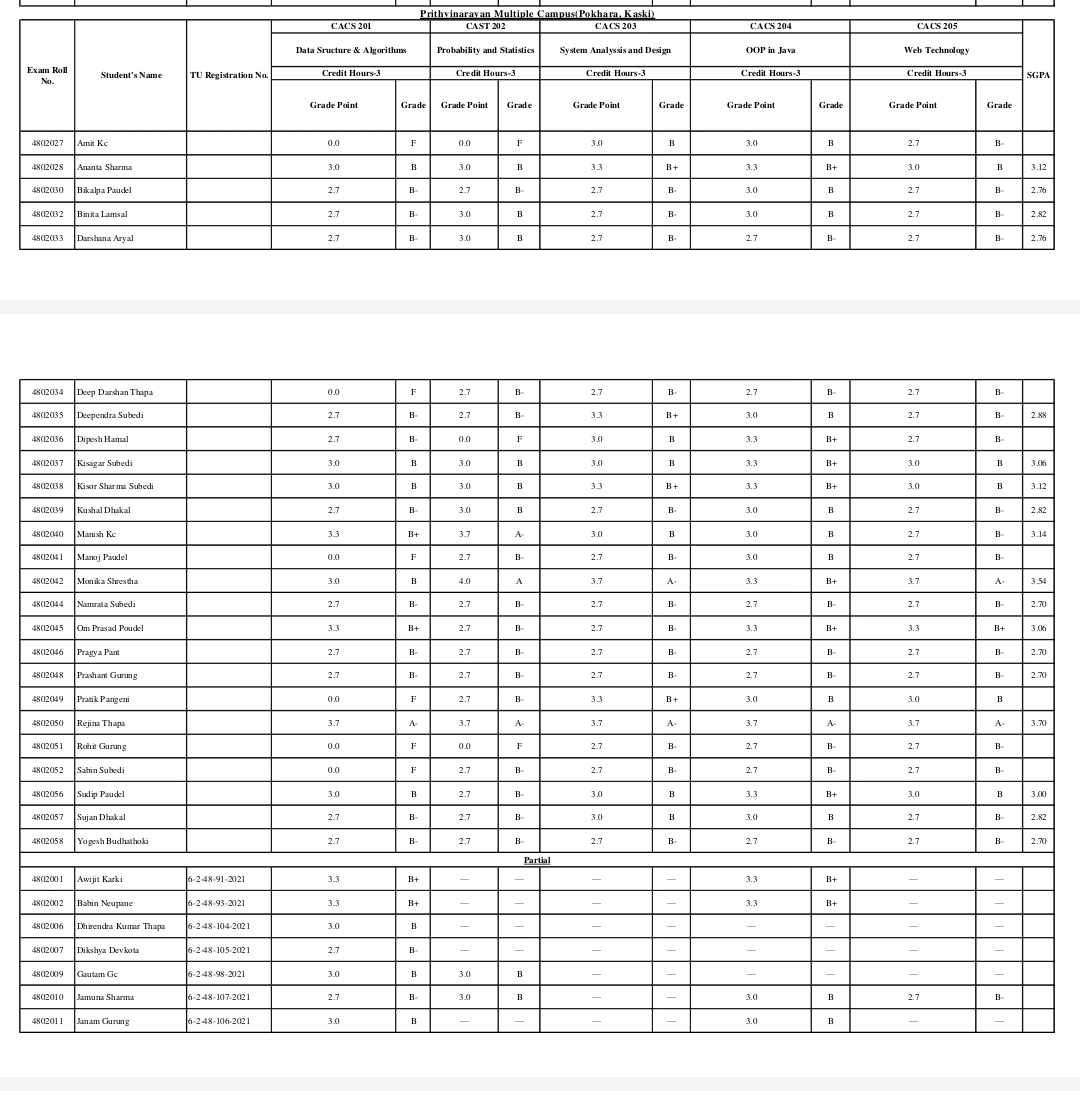 Prithvinarayan Multiple Campus(Pokhara, Kaski)
CACS 201 CAST 202 CACS 203 CACS 204 CACS 205
Data Sructure & Algorithms Probability and Statistics System Analyssis and Design OOP in Java Web Technology
Exam Roll No. Student's Name TU Registration No. Credit Hours-3 Credit Hours-3 Credit Hours-3 Credit Hours-3 Credit Hours-3 SGPA
Grade Point Grade Grade Point Grade Grade Point Grade Grade Point Grade Grade Point Grade
4802027 Amit Kc 0.0 F 0.0 F 3.0 B 3.0 B 2.7 B-
4802028 Ananta Sharma 3.0 B 3.0 B 3.3 B+ 3.3 B+ 3.0 B 3.12
4802030 Bikalpa Paudel 2.7 B- 2.7 B- 2.7 B- 3.0 B 2.7 B- 2.76
4802032 Binita Lamsal 2.7 B- 3.0 B 2.7 B- 3.0 B 2.7 B- 2.82
4802033 Darshana Aryal 2.7 B- 3.0 B 2.7 B- 2.7 B- 2.7 B- 2.76
4802034 Deep Darshan Thapa 0.0 F 2.7 B- 2.7 B- 2.7 B- 2.7 B-
4802035 Deependra Subedi 2.7 B- 2.7 B- 3.3 B+ 3.0 B 2.7 B- 2.88
4802036 Dipesh Hamal 2.7 B- 0.0 F 3.0 B 3.3 B+ 2.7 B-
4802037 Kisagar Subedi 3.0 B 3.0 B 3.0 B 3.3 B+ 3.0 B 3.06
4802038 Kisor Sharma Subedi 3.0 B 3.0 B 3.3 B+ 3.3 B+ 3.0 B 3.12
4802039 Kushal Dhakal 2.7 B- 3.0 B 2.7 B- 3.0 B 2.7 B- 2.82
4802040 Manish Kc 3.3 B+ 3.7 A- 3.0 B 3.0 B 2.7 B- 3.14
4802041 Manoj Paudel 0.0 F 2.7 B- 2.7 B- 3.0 B 2.7 B-
4802042 Monika Shrestha 3.0 B 4.0 A 3.7 A- 3.3 B+ 3.7 A- 3.54
4802044 Namrata Subedi 2.7 B- 2.7 B- 2.7 B- 2.7 B- 2.7 B- 2.70
4802045 Om Prasad Poudel 3.3 B+ 2.7 B- 2.7 B- 3.3 B+ 3.3 B+ 3.06
4802046 Pragya Pant 2.7 B- 2.7 B- 2.7 B- 2.7 B- 2.7 B- 2.70
4802048 Prashant Gurung 2.7 B- 2.7 B- 2.7 B- 2.7 B- 2.7 B- 2.70
4802049 Pratik Pangeni 0.0 F 2.7 B- 3.3 B+ 3.0 B 3.0 B
4802050 Rejina Thapa 3.7 A- 3.7 A- 3.7 A- 3.7 A- 3.7 A- 3.70
4802051 Rohit Gurung 0.0 F 0.0 F 2.7 B- 2.7 B- 2.7 B-
4802052 Sabin Subedi 0.0 F 2.7 B- 2.7 B- 2.7 B- 2.7 B-
4802056 Sudip Paudel 3.0 B 2.7 B- 3.0 B 3.3 B+ 3.0 B 3.00
4802057 Sujan Dhakal 2.7 B- 2.7 B- 3.0 B 3.0 B 2.7 B- 2.82
4802058 Yogesh Budhathoki 2.7 B- 2.7 B- 2.7 B- 2.7 B- 2.7 B- 2.70
Partial
4802001 Awijit Karki 6-2-48-91-2021 3.3 B+ — — — — 3.3 B+ — —
4802002 Babin Neupane 6-2-48-93-2021 3.3 B+ — — — — 3.3 B+ — —
4802006 Dhirendra Kumar Thapa 6-2-48-104-2021 3.0 B — — — — — — — —
4802007 Dikshya Devkota 6-2-48-105-2021 2.7 B- — — — — — — — —
4802009 Gautam Gc 6-2-48-98-2021 3.0 B 3.0 B — — — — — —
4802010 Jamuna Sharma 6-2-48-107-2021 2.7 B- 3.0 B — — 3.0 B 2.7 B-
4802011 Janam Gurung 6-2-48-106-2021 3.0 B — — — — 3.0 B — —